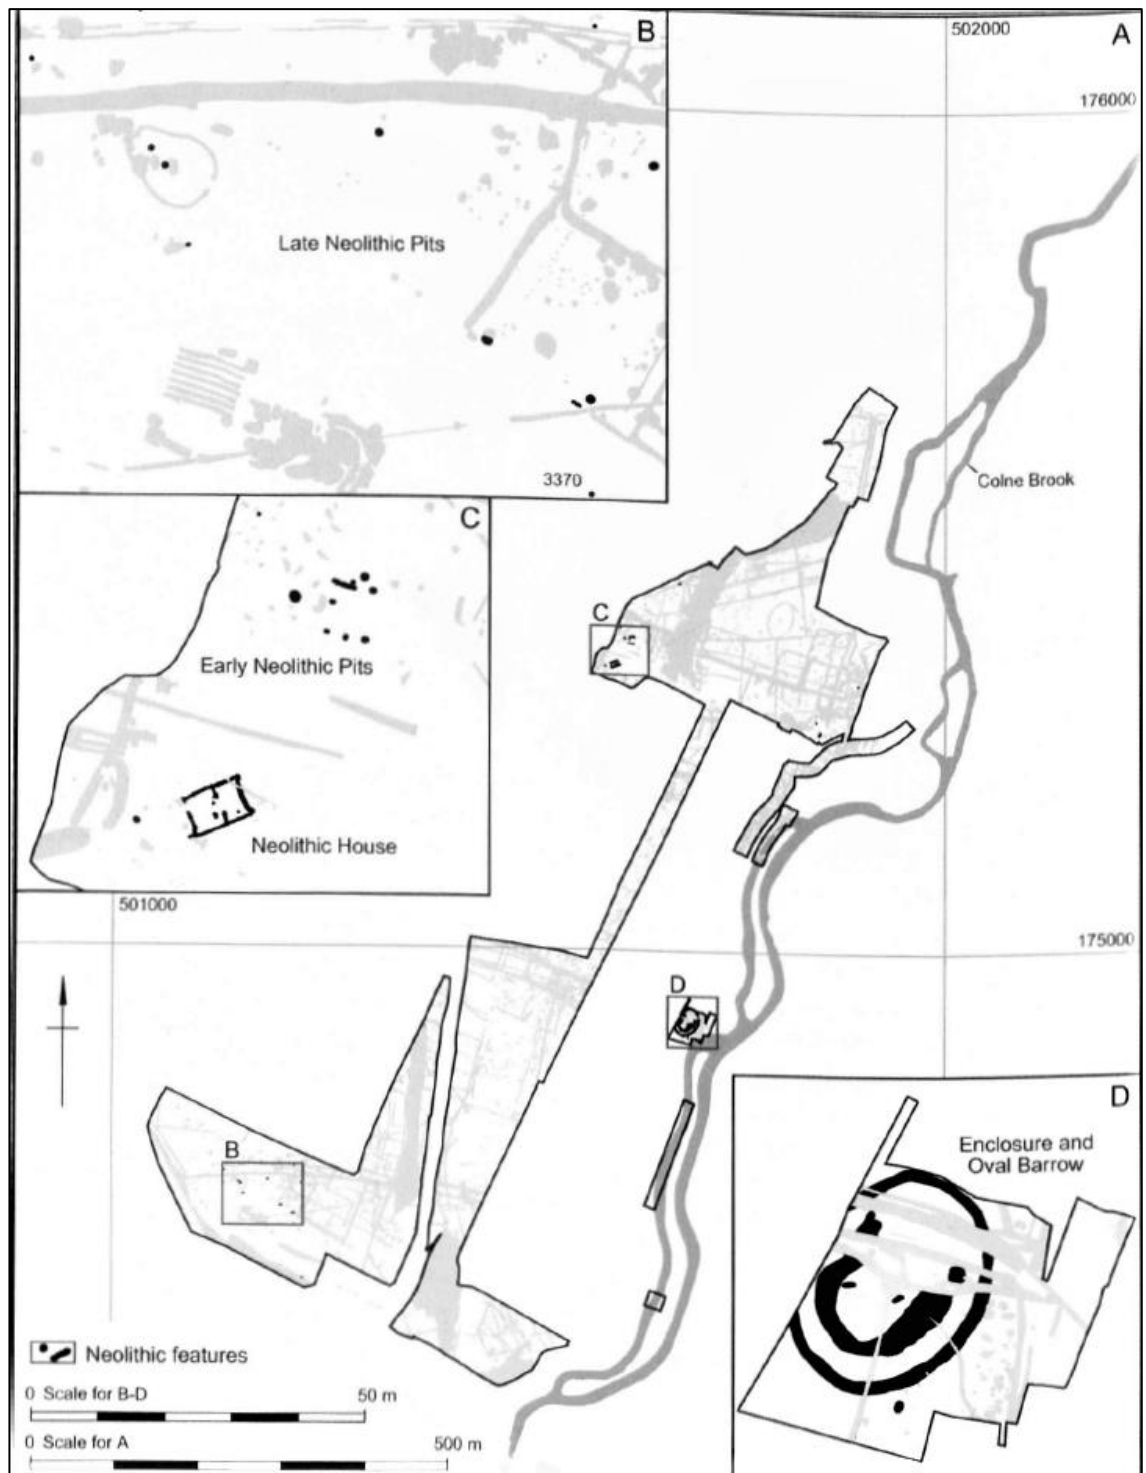 B
502000
A
176000
Late Neolithic Pits
3370
Colne Brook
C
C
Early Neolithic Pits
Neolithic House
501000
175000
D
D
Enclosure and
Oval Barrow
B
Neolithic features
0 Scale for B-D 50 m
0 Scale for A 500 m